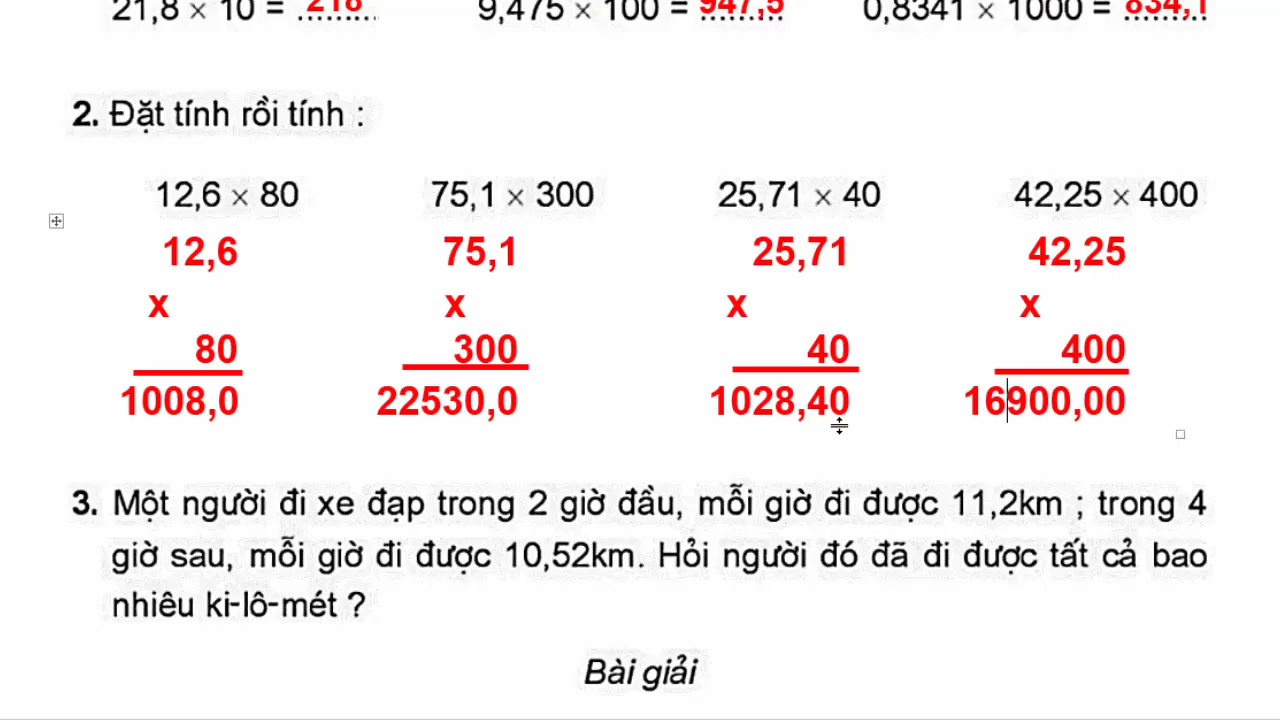 21,8 × 10 = 218 9,475 × 100 = 947,5 0,8341 × 1000 = 834,1
2. Đặt tính rồi tính :
12,6 × 80 75,1 × 300 25,71 × 40 42,25 × 400
12,6 75,1 25,71 42,25
x x x x
80 300 40 400
1008,0 22530,0 1028,40 16900,00
3. Một người đi xe đạp trong 2 giờ đầu, mỗi giờ đi được 11,2km ; trong 4
giờ sau, mỗi giờ đi được 10,52km. Hỏi người đó đã đi được tất cả bao
nhiêu ki-lô-mét ?
Bài giải